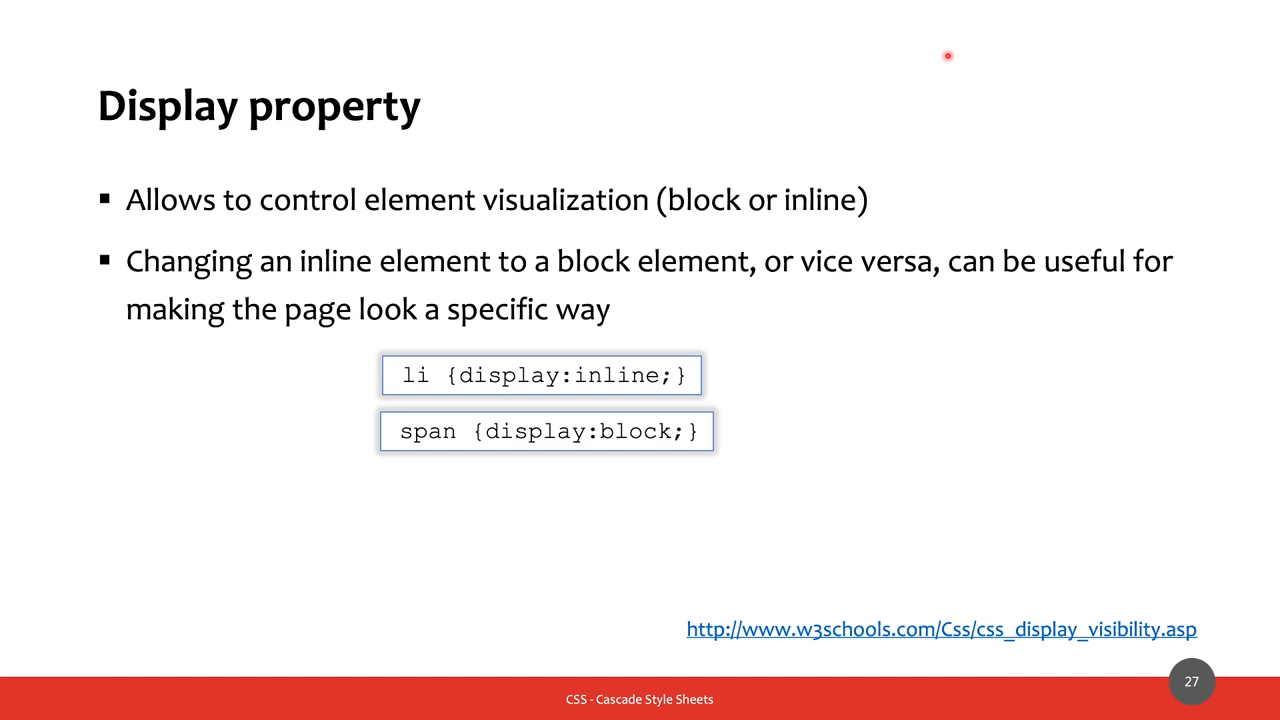 Display property
▪ Allows to control element visualization (block or inline)
▪ Changing an inline element to a block element, or vice versa, can be useful for
making the page look a specific way
li {display:inline;}
span {display:block;}
http://www.w3schools.com/Css/css_display_visibility.asp
27
CSS - Cascade Style Sheets